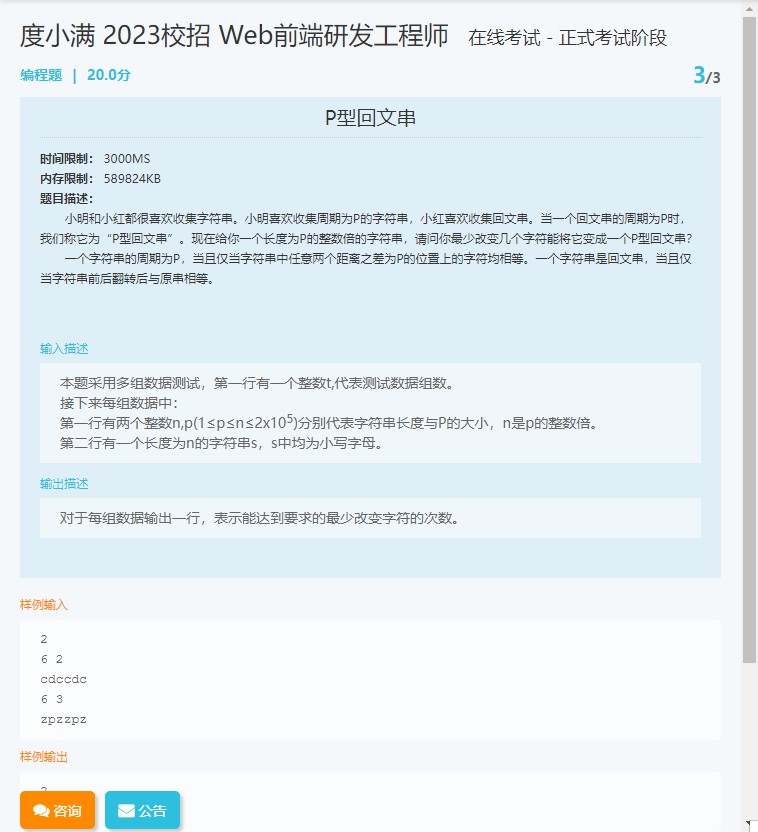 度小满 2023校招 Web前端研发工程师 在线考试 - 正式考试阶段
编程题 | 20.0分 3/3
P型回文串
时间限制： 3000MS
内存限制： 589824KB
题目描述：
小明和小红都很喜欢收集字符串。小明喜欢收集周期为P的字符串，小红喜欢收集回文串。当一个回文串的周期为P时，
我们称它为“P型回文串”。现在给你一个长度为P的整数倍的字符串，请问你最少改变几个字符能将它变成一个P型回文串？
一个字符串的周期为P，当且仅当字符串中任意两个距离之差为P的位置上的字符均相等。一个字符串是回文串，当且仅
当字符串前后翻转后与原串相等。
输入描述
本题采用多组数据测试，第一行有一个整数t,代表测试数据组数。
接下来每组数据中：
第一行有两个整数n,p(1≤p≤n≤2x10⁵)分别代表字符串长度与P的大小，n是p的整数倍。
第二行有一个长度为n的字符串s，s中均为小写字母。
输出描述
对于每组数据输出一行，表示能达到要求的最少改变字符的次数。
样例输入
2
6 2
cdccdc
6 3
zpzzpz
样例输出
咨询 公告